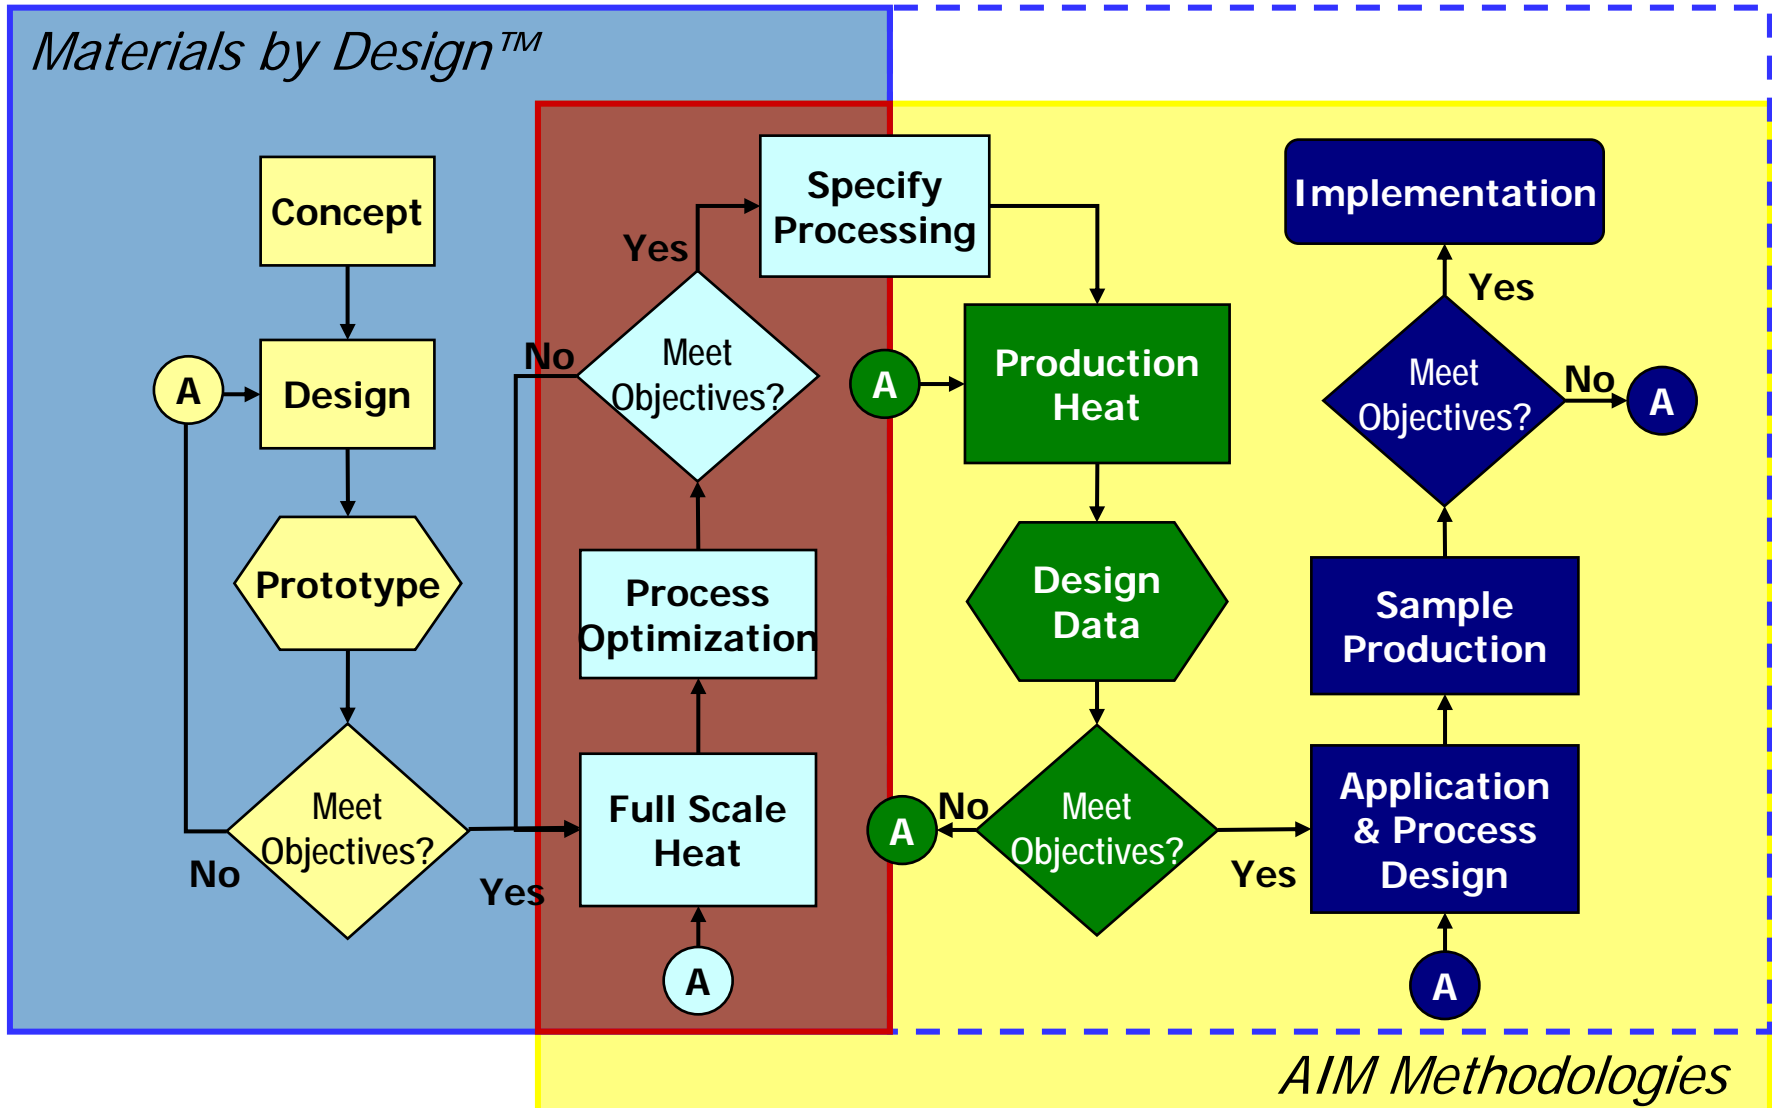 Materials by Design™
Concept
A
Design
Prototype
Meet
Objectives?
No
Yes
Full Scale
Heat
A
Process
Optimization
Meet
Objectives?
No
Yes
Specify
Processing
A
Production
Heat
Design
Data
Meet
Objectives?
No
A
Yes
Application
& Process
Design
A
Sample
Production
Meet
Objectives?
No
A
Yes
Implementation
AIM Methodologies